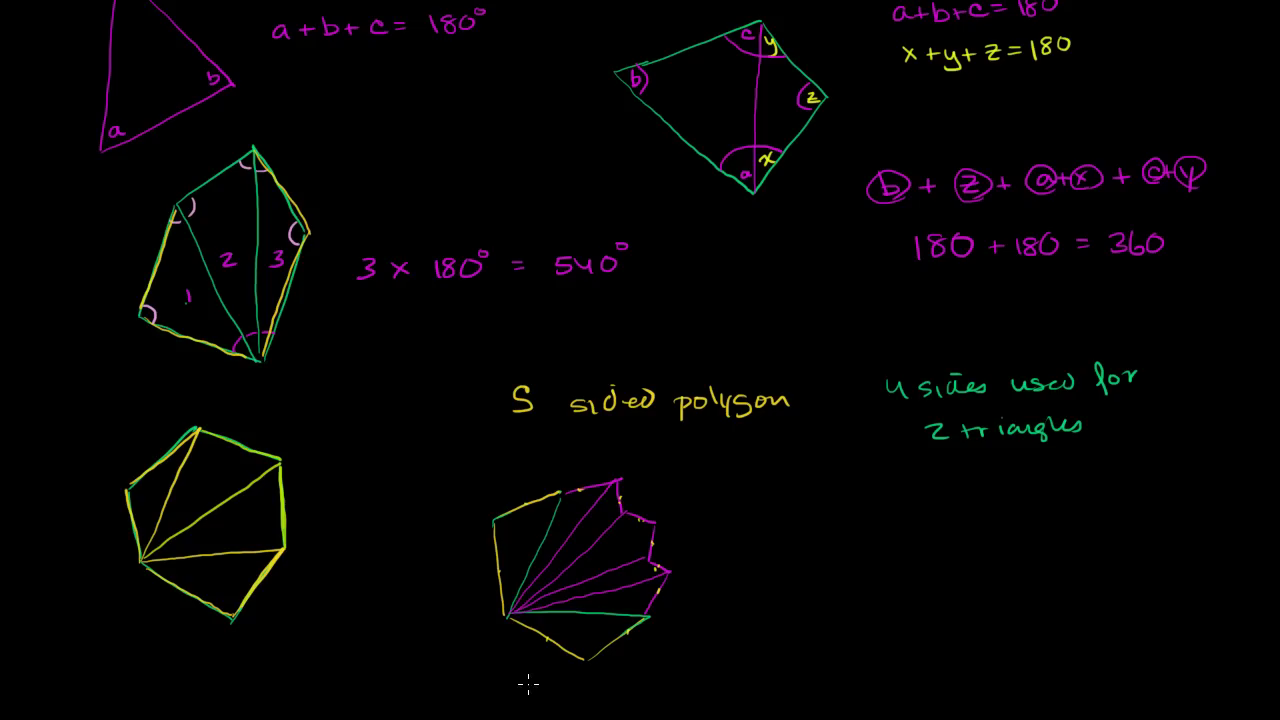 a + b + c = 180°
a+b+c = 180
x+y+z = 180
b
a
c y
b
z
x
a
b + z + a+x + c+y
180 + 180 = 360
2 3
1
3 x 180° = 540°
S sided polygon
4 sides used for
2 triangles